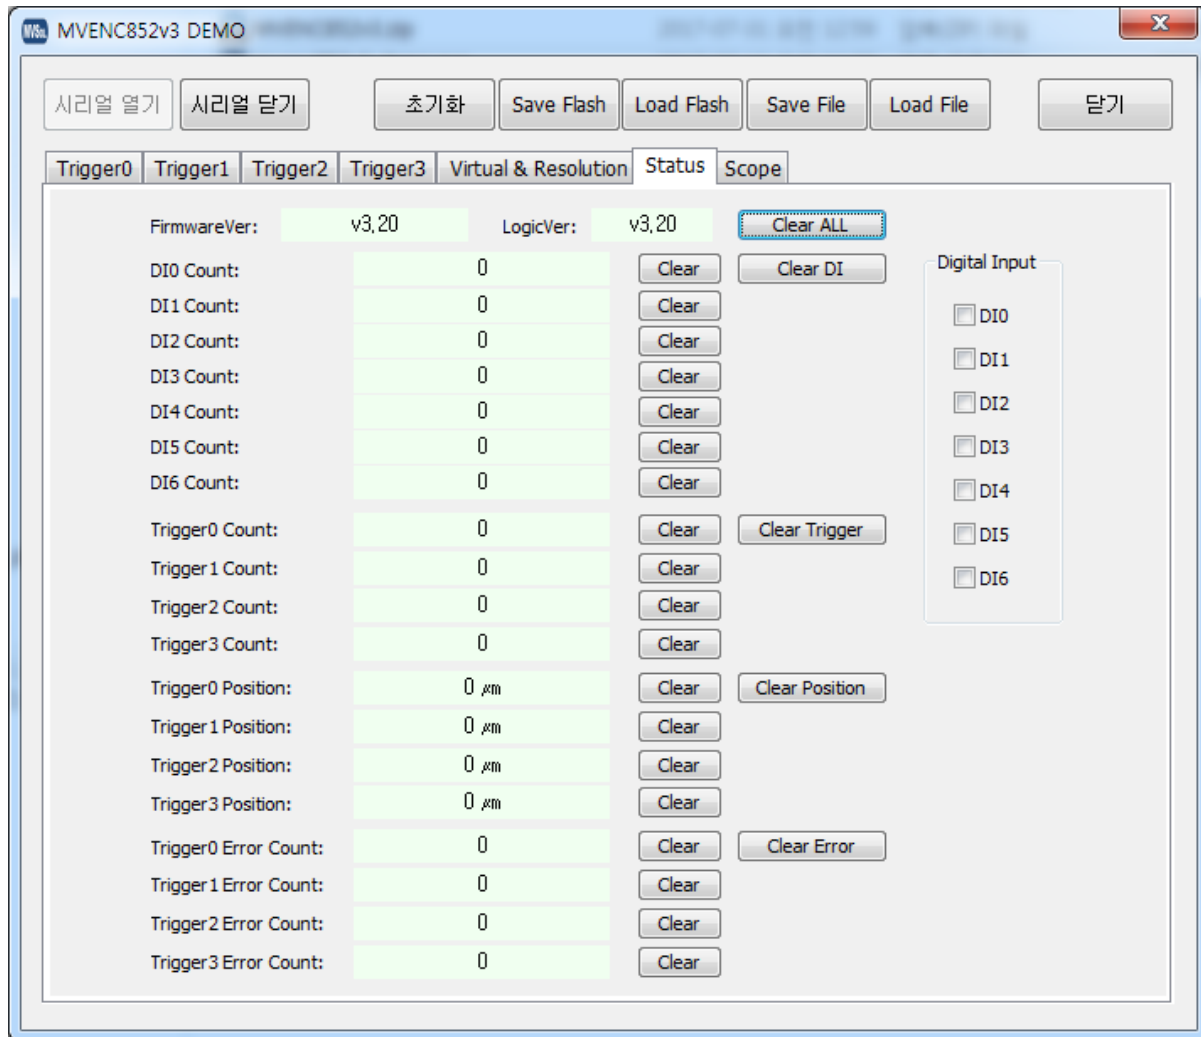 MVSOL MVENC852v3 DEMO
시리얼 열기 시리얼 닫기 초기화 Save Flash Load Flash Save File Load File 닫기
Trigger0 Trigger1 Trigger2 Trigger3 Virtual & Resolution Status Scope
FirmwareVer: v3,20 LogicVer: v3,20 Clear ALL
DI0 Count: 0 Clear Clear DI
DI1 Count: 0 Clear
DI2 Count: 0 Clear
DI3 Count: 0 Clear
DI4 Count: 0 Clear
DI5 Count: 0 Clear
DI6 Count: 0 Clear
Trigger0 Count: 0 Clear Clear Trigger
Trigger1 Count: 0 Clear
Trigger2 Count: 0 Clear
Trigger3 Count: 0 Clear
Trigger0 Position: 0 ㎛ Clear Clear Position
Trigger1 Position: 0 ㎛ Clear
Trigger2 Position: 0 ㎛ Clear
Trigger3 Position: 0 ㎛ Clear
Trigger0 Error Count: 0 Clear Clear Error
Trigger1 Error Count: 0 Clear
Trigger2 Error Count: 0 Clear
Trigger3 Error Count: 0 Clear
Digital Input
DI0
DI1
DI2
DI3
DI4
DI5
DI6